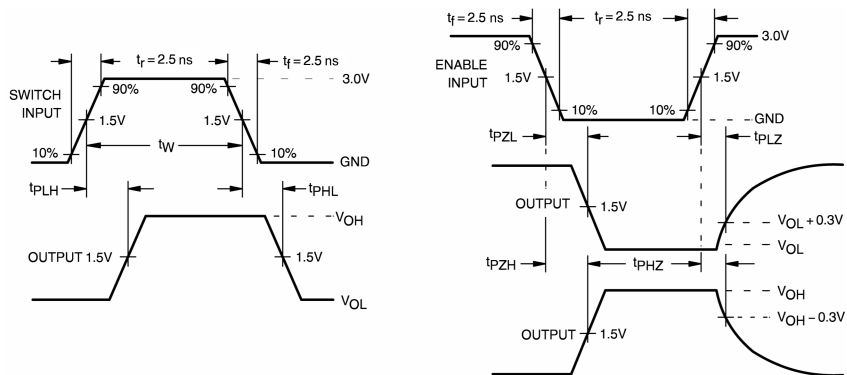 tr = 2.5 ns
tf = 2.5 ns
3.0V
SWITCH
INPUT
90%
90%
1.5V
1.5V
tW
10%
10%
GND
tPLH
tPHL
VOH
OUTPUT
1.5V
1.5V
VOL
tf = 2.5 ns
tr = 2.5 ns
3.0V
90%
90%
ENABLE
INPUT
1.5V
1.5V
10%
10%
GND
tPZL
tPLZ
OUTPUT
1.5V
VOL + 0.3V
VOL
tPZH
tPHZ
VOH
VOH – 0.3V
OUTPUT
1.5V